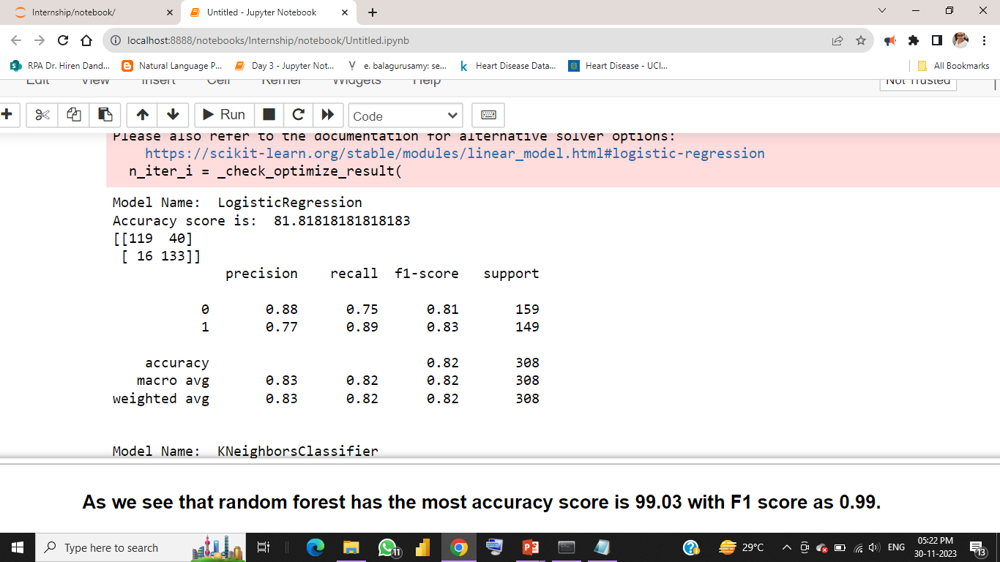 Internship/notebook/
Untitled - Jupyter Notebook
localhost:8888/notebooks/Internship/notebook/Untitled.ipynb
RPA Dr. Hiren Dand... Natural Language P... Day 3 - Jupyter Not... e. balagurusamy: se... Heart Disease Data... Heart Disease - UCI... All Bookmarks
Edit View Insert Cell Kernel Widgets Help Not Trusted
Run Code
Please also refer to the documentation for alternative solver options:
https://scikit-learn.org/stable/modules/linear_model.html#logistic-regression
n_iter_i = _check_optimize_result(
Model Name:  LogisticRegression
Accuracy score is:  81.81818181818183
[[119  40]
[ 16 133]]
precision recall f1-score support
0 0.88 0.75 0.81 159
1 0.77 0.89 0.83 149
accuracy 0.82 308
macro avg 0.83 0.82 0.82 308
weighted avg 0.83 0.82 0.82 308
Model Name:  KNeighborsClassifier
As we see that random forest has the most accuracy score is 99.03 with F1 score as 0.99.
Type here to search 11 29°C ENG 05:22 PM
30-11-2023 13